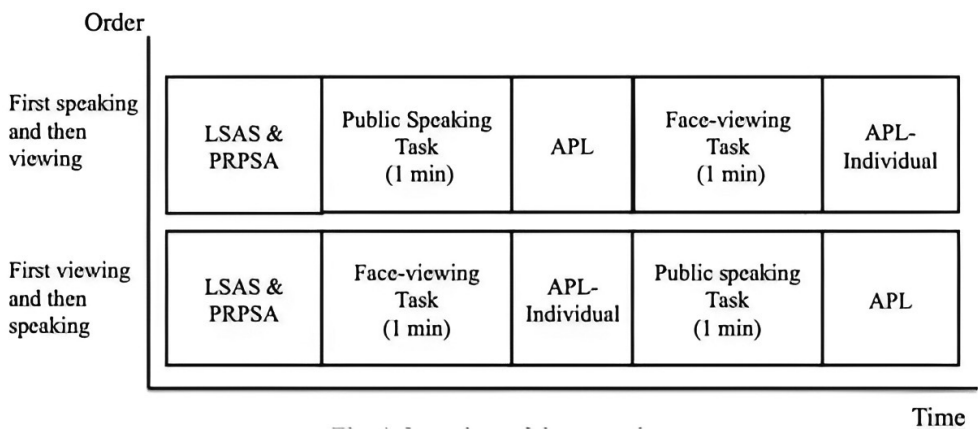 Order
First speaking
and then
viewing
LSAS &
PRPSA
Public Speaking
Task
(1 min)
APL
Face-viewing
Task
(1 min)
APL-
Individual
First viewing
and then
speaking
LSAS &
PRPSA
Face-viewing
Task
(1 min)
APL-
Individual
Public speaking
Task
(1 min)
APL
Time